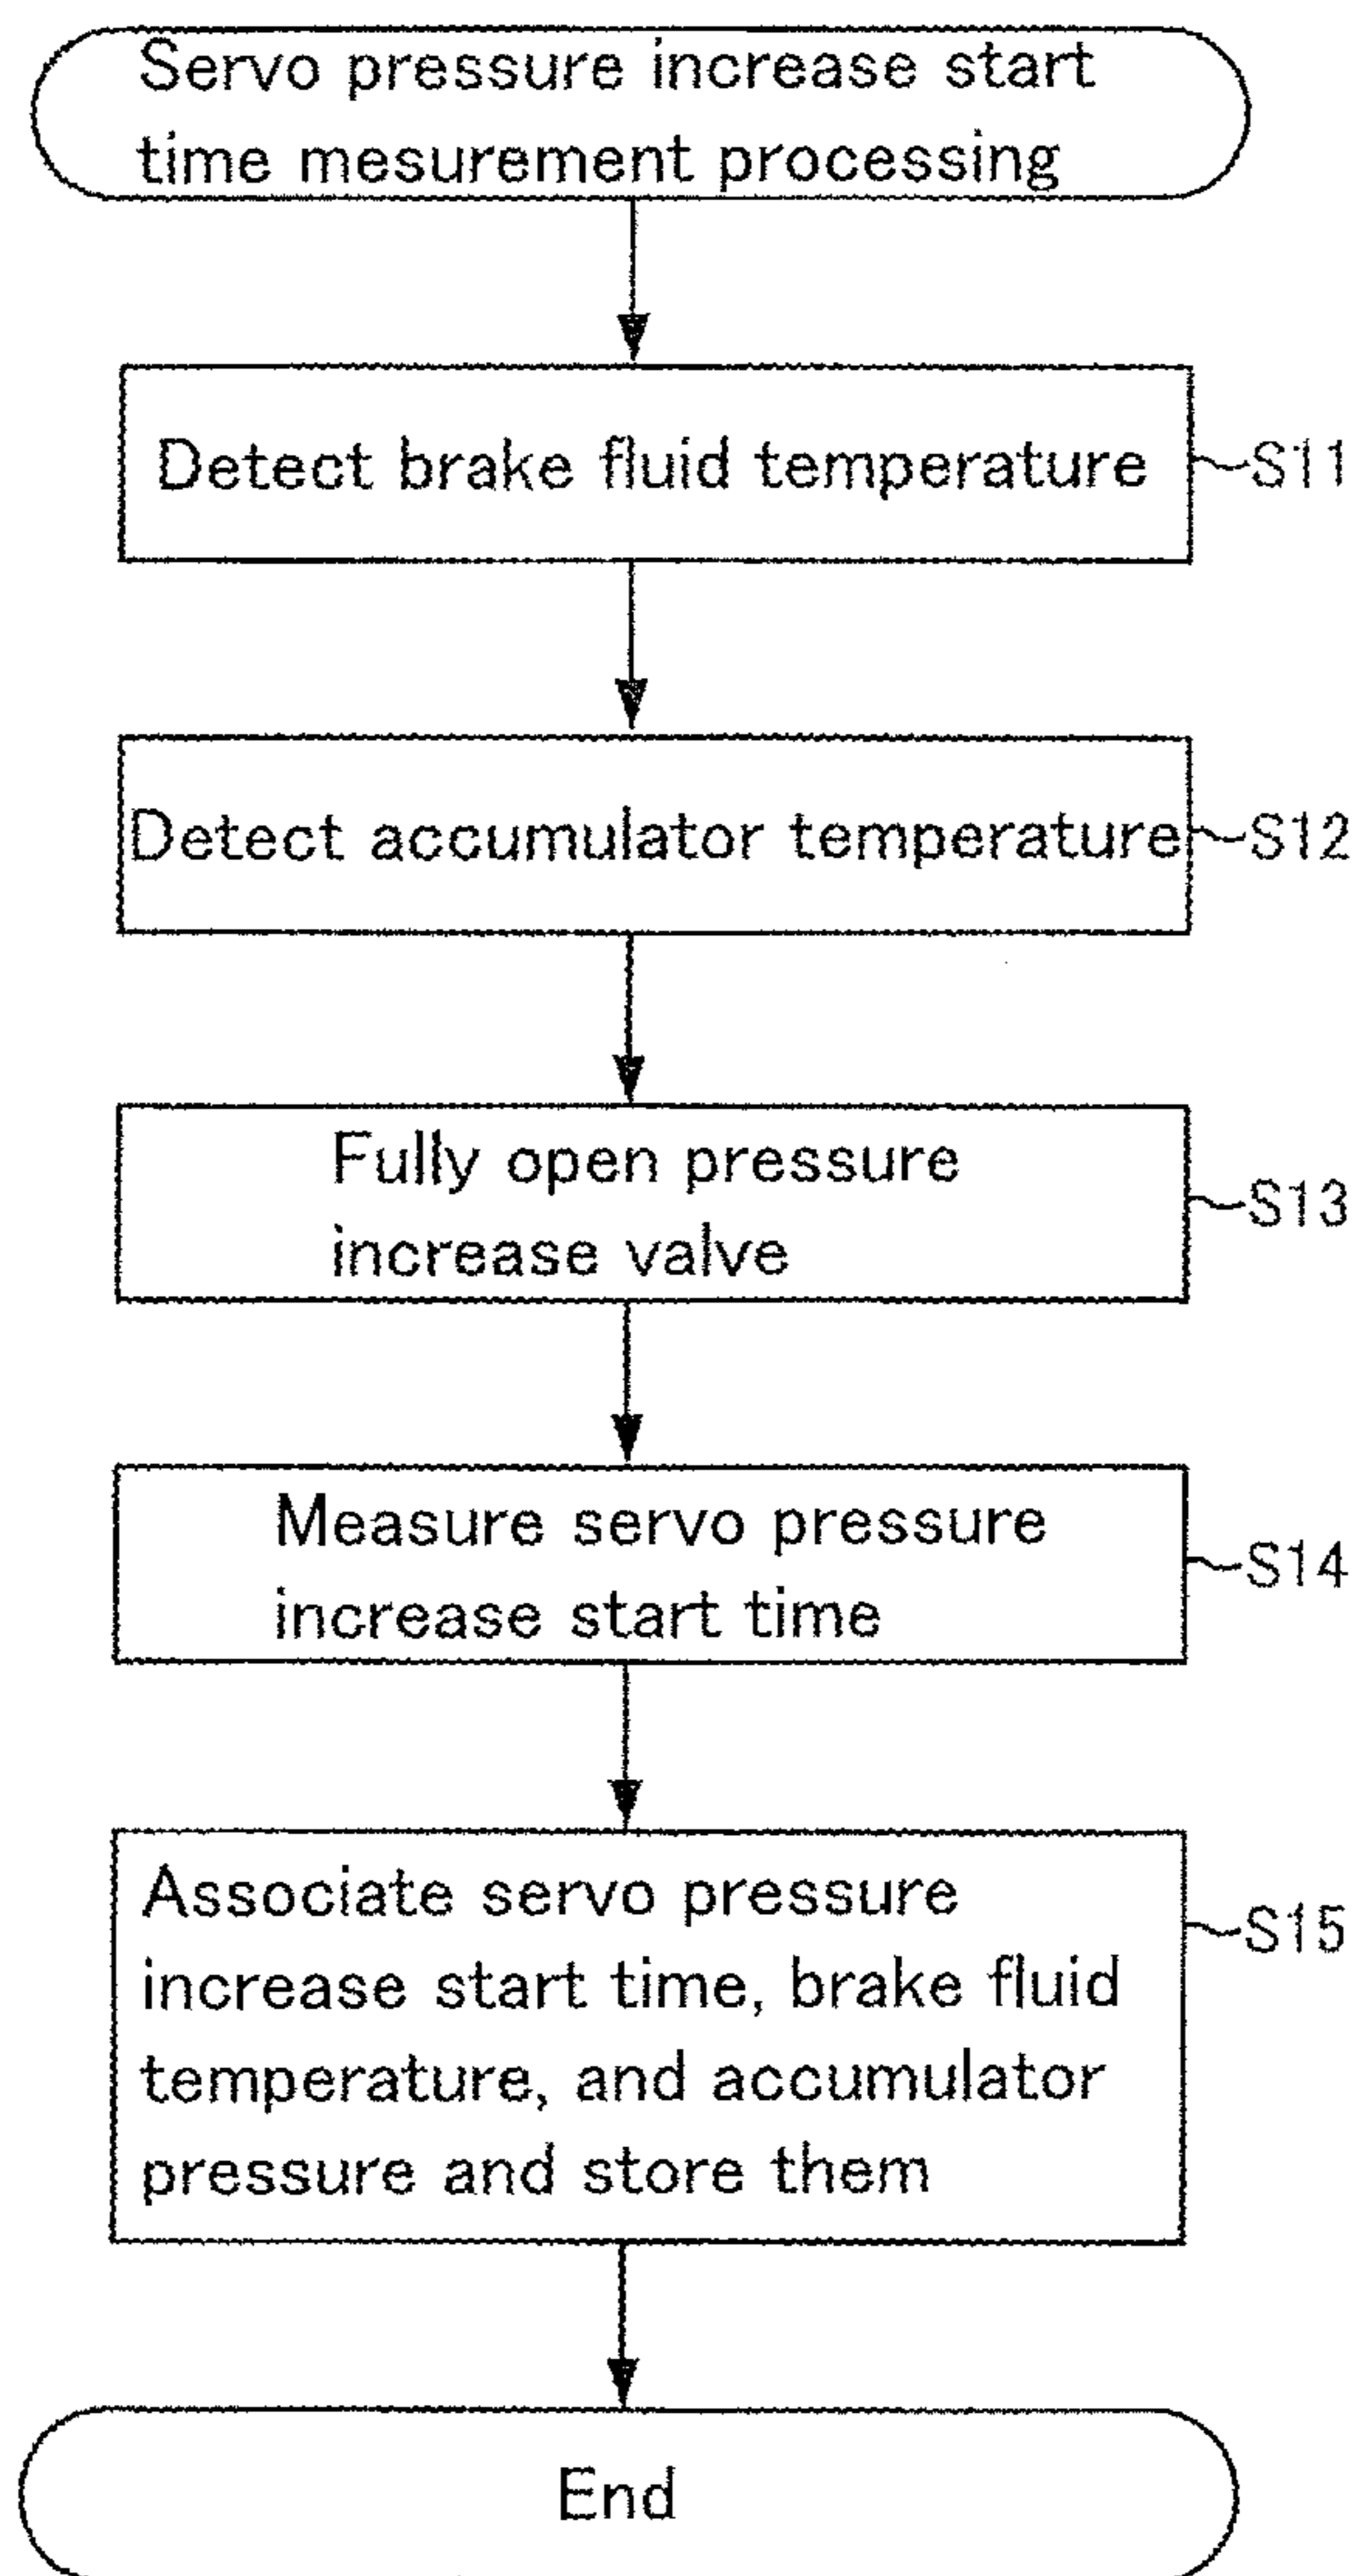 Servo pressure increase start
time mesurement processing
Detect brake fluid temperature
S11
Detect accumulator temperature
S12
Fully open pressure
increase valve
S13
Measure servo pressure
increase start time
S14
Associate servo pressure
increase start time, brake fluid
temperature, and accumulator
pressure and store them
S15
End